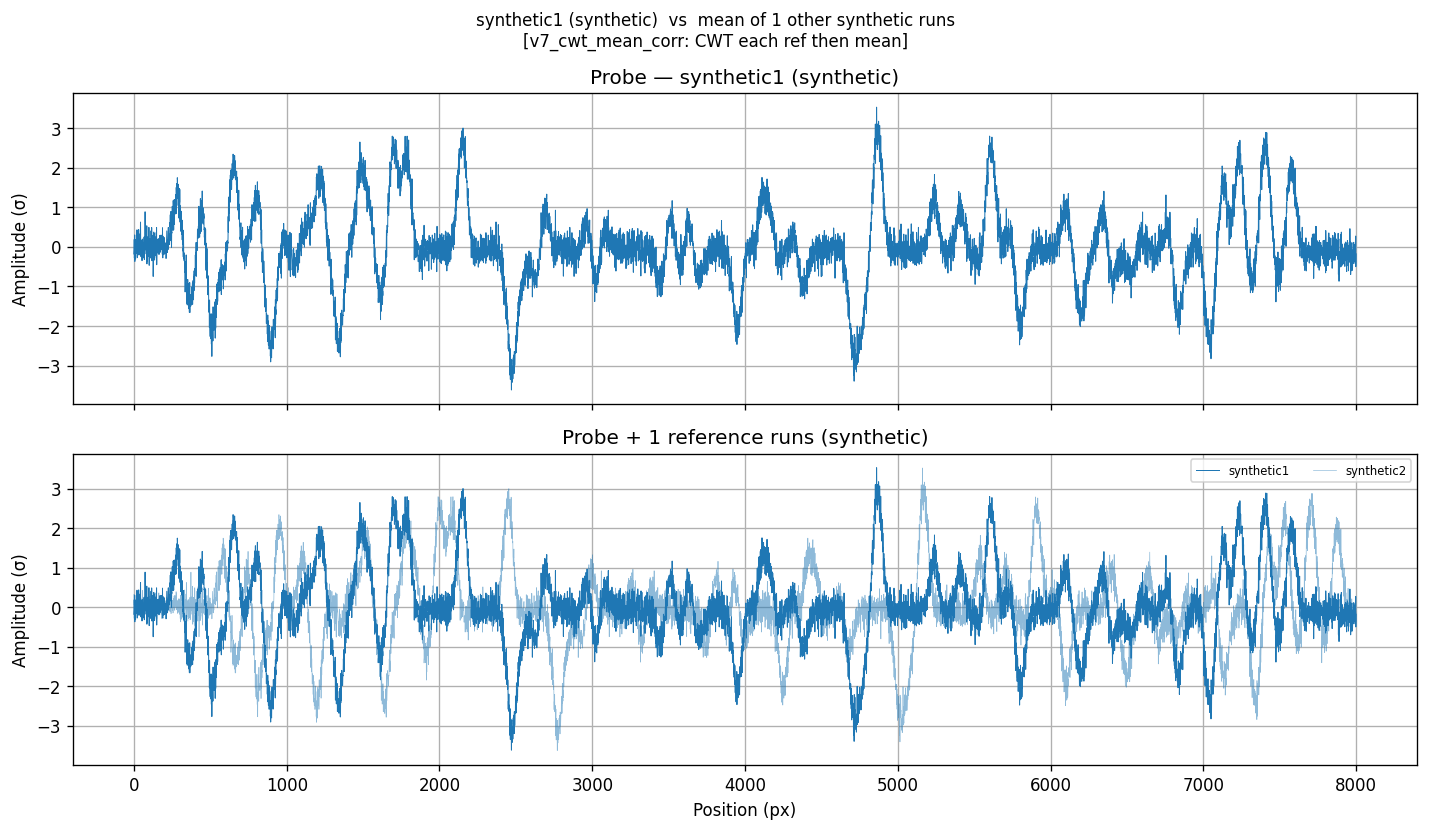 synthetic1 (synthetic)  vs  mean of 1 other synthetic runs
[v7_cwt_mean_corr: CWT each ref then mean]
Probe — synthetic1 (synthetic)
3
2
1
0
−1
−2
−3
Amplitude (σ)
Probe + 1 reference runs (synthetic)
synthetic1
synthetic2
3
2
1
0
−1
−2
−3
Amplitude (σ)
0
1000
2000
3000
4000
5000
6000
7000
8000
Position (px)